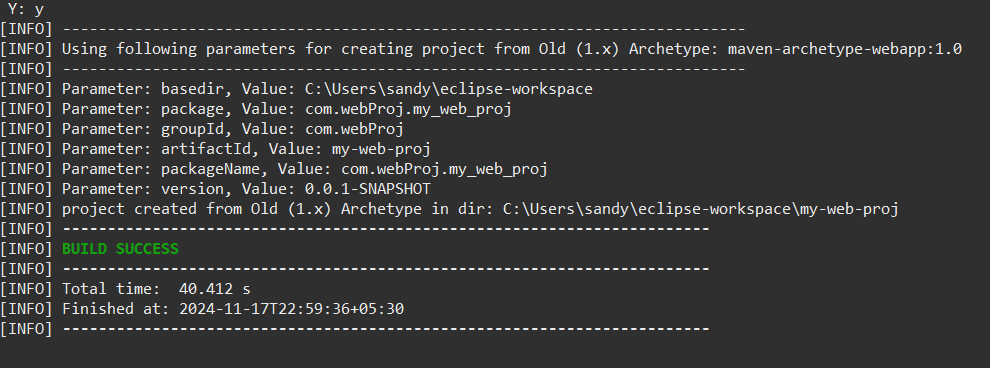 Y: y
[INFO] ----------------------------------------------------------------------------
[INFO] Using following parameters for creating project from Old (1.x) Archetype: maven-archetype-webapp:1.0
[INFO] ----------------------------------------------------------------------------
[INFO] Parameter: basedir, Value: C:\Users\sandy\eclipse-workspace
[INFO] Parameter: package, Value: com.webProj.my_web_proj
[INFO] Parameter: groupId, Value: com.webProj
[INFO] Parameter: artifactId, Value: my-web-proj
[INFO] Parameter: packageName, Value: com.webProj.my_web_proj
[INFO] Parameter: version, Value: 0.0.1-SNAPSHOT
[INFO] project created from Old (1.x) Archetype in dir: C:\Users\sandy\eclipse-workspace\my-web-proj
[INFO] ------------------------------------------------------------------------
[INFO] BUILD SUCCESS
[INFO] ------------------------------------------------------------------------
[INFO] Total time:  40.412 s
[INFO] Finished at: 2024-11-17T22:59:36+05:30
[INFO] ------------------------------------------------------------------------